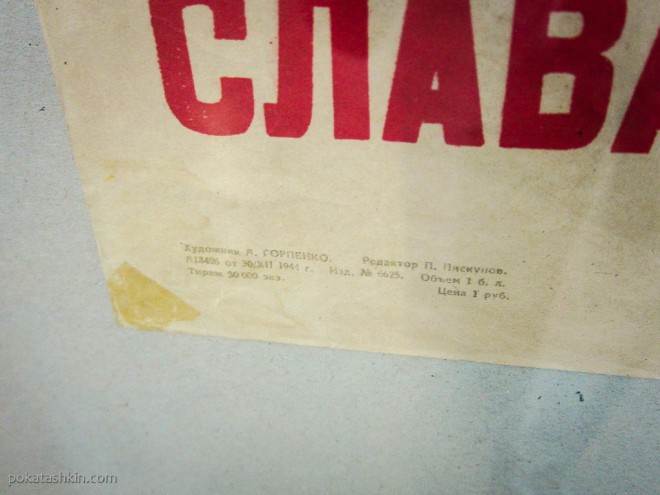 СЛАВА
Художник А. ГОРПЕНКО. Редактор П. Пискунов.
от 30/XII 1944 г. Изд. № 6625. Объем 1 б. л.
Тираж 30 000 экз. Цена 1 руб.
pokatashkin.com